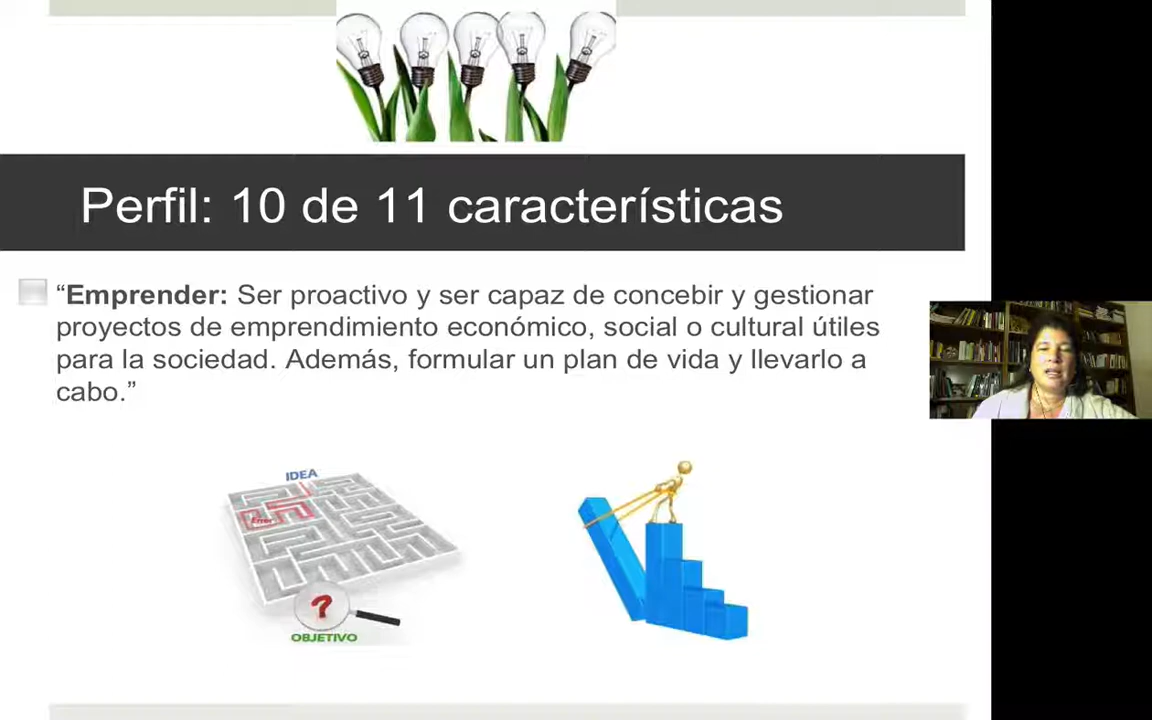 Perfil: 10 de 11 características
“Emprender: Ser proactivo y ser capaz de concebir y gestionar
proyectos de emprendimiento económico, social o cultural útiles
para la sociedad. Además, formular un plan de vida y llevarlo a
cabo.”
IDEA
Error
?
OBJETIVO